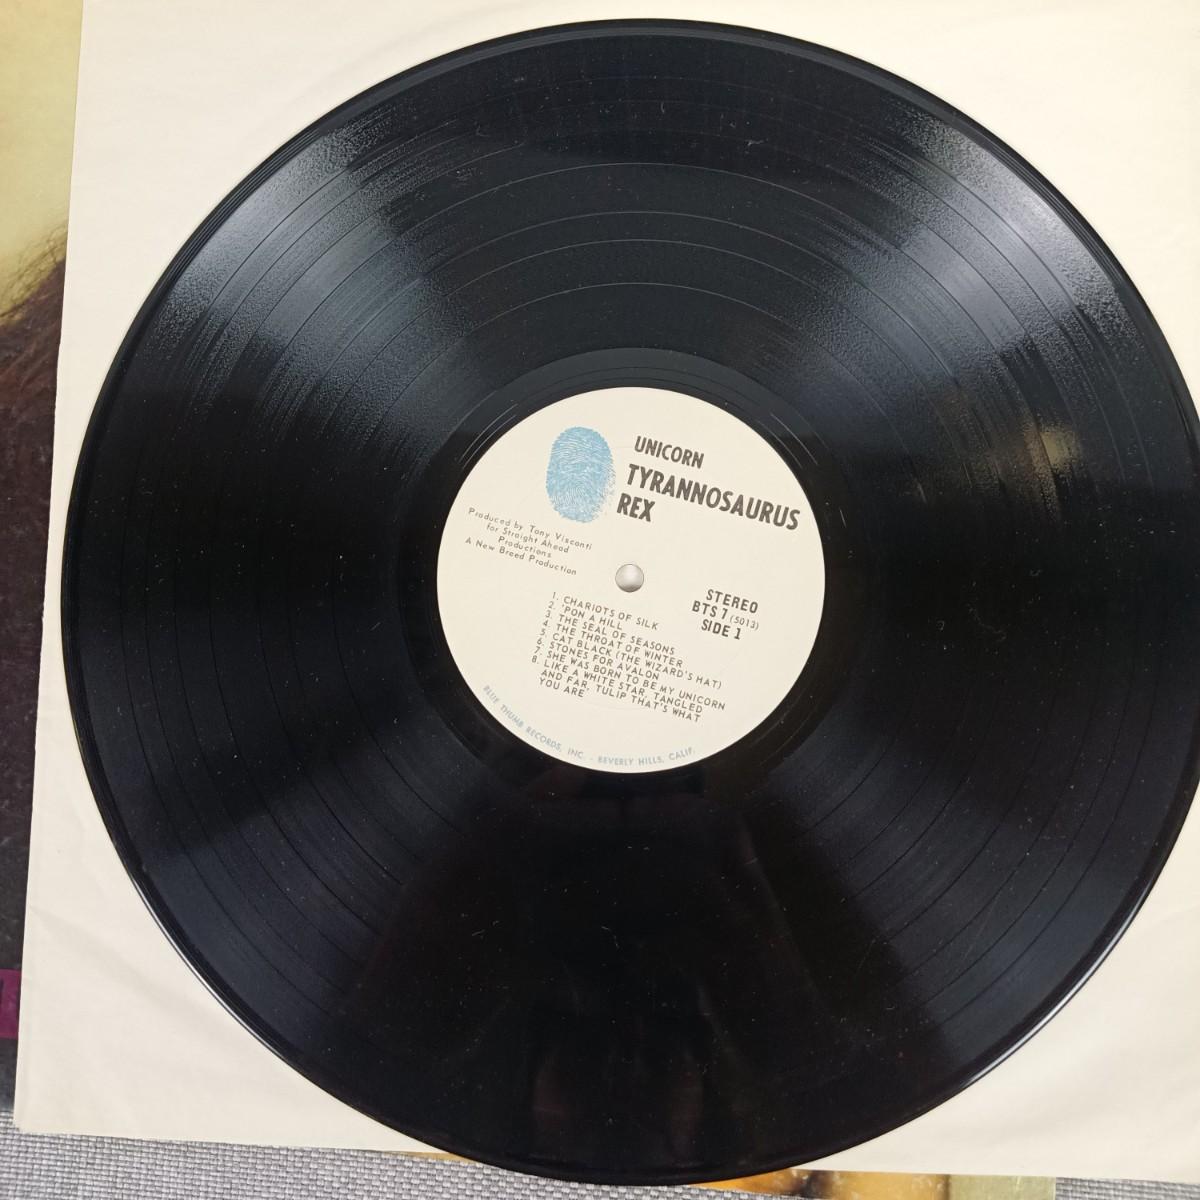 UNICORN
TYRANNOSAURUS
REX
Produced by Tony Visconti
for Straight Ahead
Productions
A New Breed Production
STEREO
BTS 7 (5013)
SIDE 1
1. CHARIOTS OF SILK
2. 'PON A HILL
3. THE SEAL OF SEASONS
4. THE THROAT OF WINTER
5. CAT BLACK (THE WIZARD'S HAT)
6. STONES FOR AVALON
7. SHE WAS BORN TO BE MY UNICORN
8. LIKE A WHITE STAR, TANGLED
AND FAR, TULIP THAT'S WHAT
YOU ARE
BLUE THUMB RECORDS, INC. - BEVERLY HILLS, CALIF.